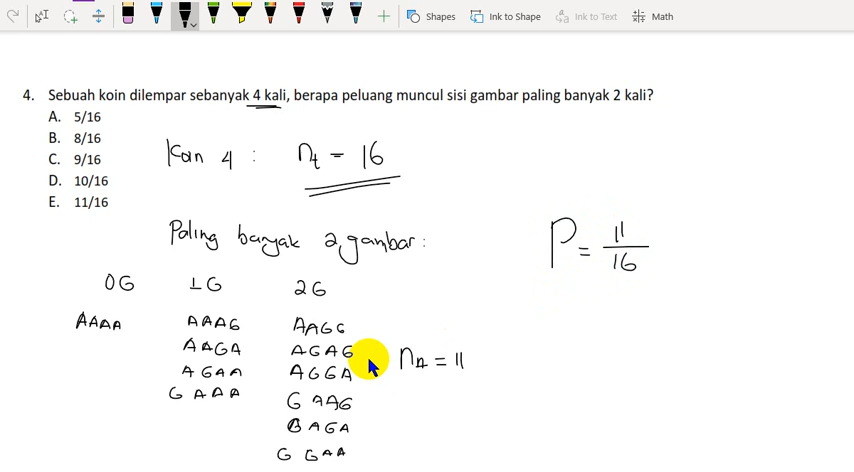 Shapes Ink to Shape Ink to Text Math
4. Sebuah koin dilempar sebanyak 4 kali, berapa peluang muncul sisi gambar paling banyak 2 kali?
A. 5/16
B. 8/16
C. 9/16
D. 10/16
E. 11/16
4 : nt = 16
Paling banyak 2 gambar :
P = 11/16
0G 1G 2G
AAAA AAAG AAGG
AAGA AGAG
AGAA AGGA
GAAA GAAG
GAGA
GGAA
nA = 11